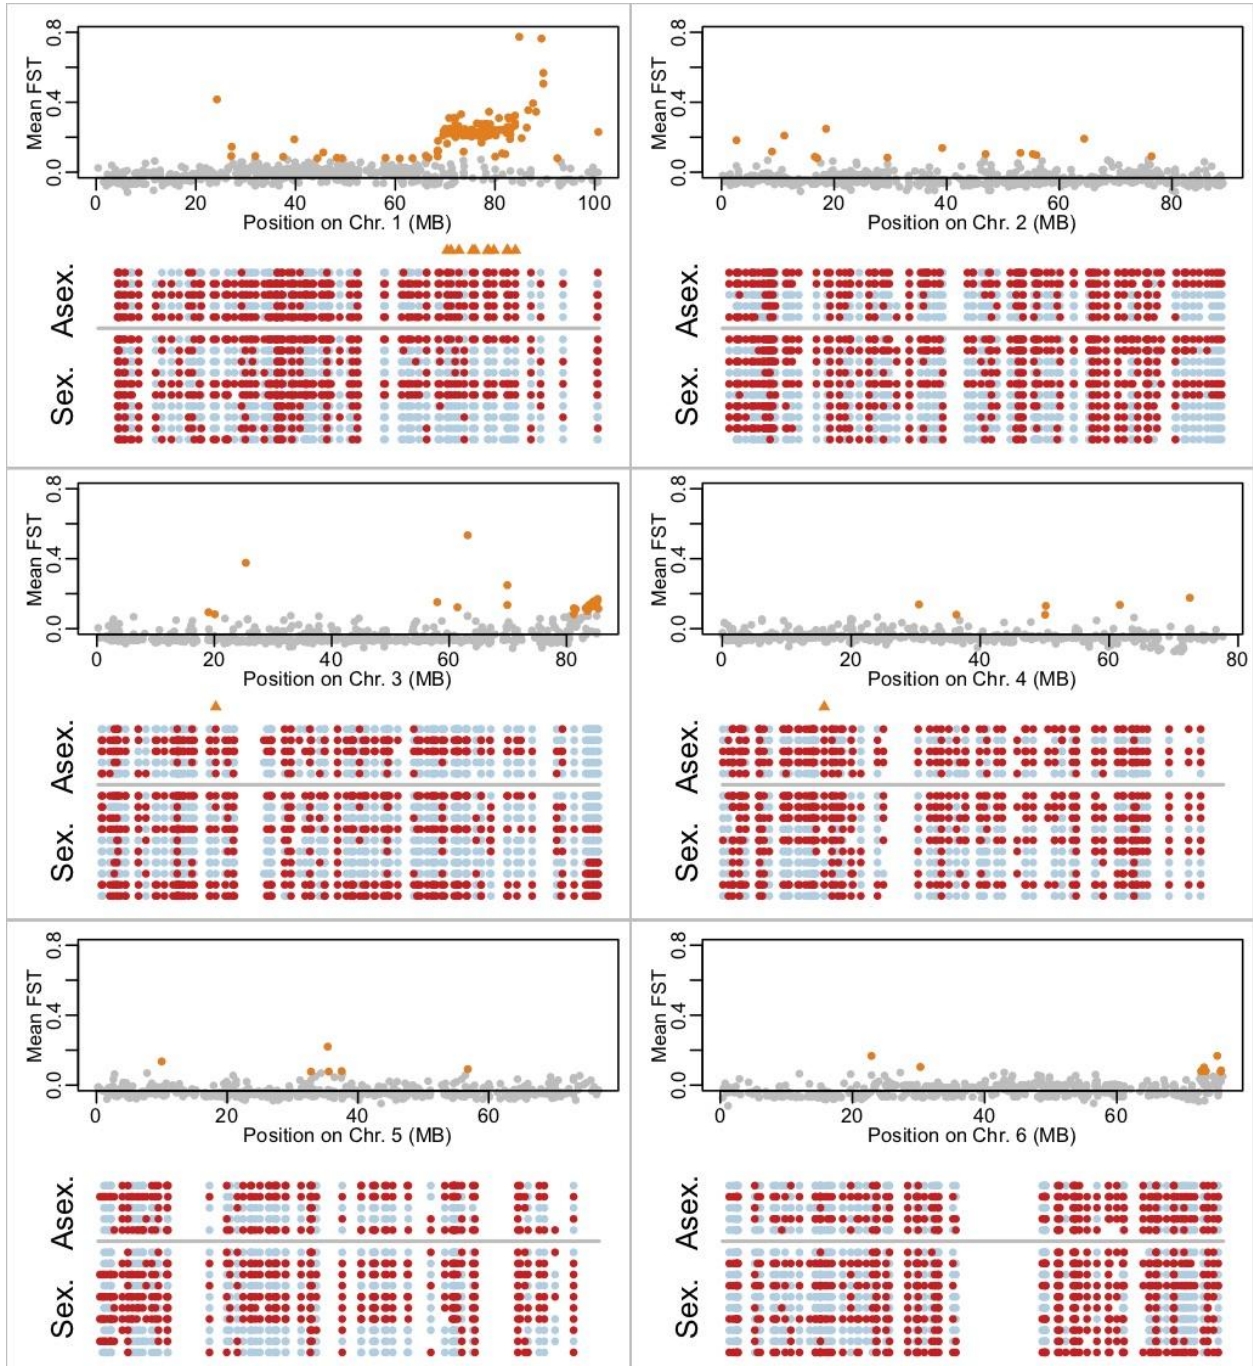 0.8
Mean FST
0.4
0.0
0 20 40 60 80 100
Position on Chr. 1 (MB)
Asex.
Sex.
0.8
Mean FST
0.4
0.0
0 20 40 60 80
Position on Chr. 2 (MB)
Asex.
Sex.
0.8
Mean FST
0.4
0.0
0 20 40 60 80
Position on Chr. 3 (MB)
Asex.
Sex.
0.8
Mean FST
0.4
0.0
0 20 40 60 80
Position on Chr. 4 (MB)
Asex.
Sex.
0.8
Mean FST
0.4
0.0
0 20 40 60
Position on Chr. 5 (MB)
Asex.
Sex.
0.8
Mean FST
0.4
0.0
0 20 40 60
Position on Chr. 6 (MB)
Asex.
Sex.